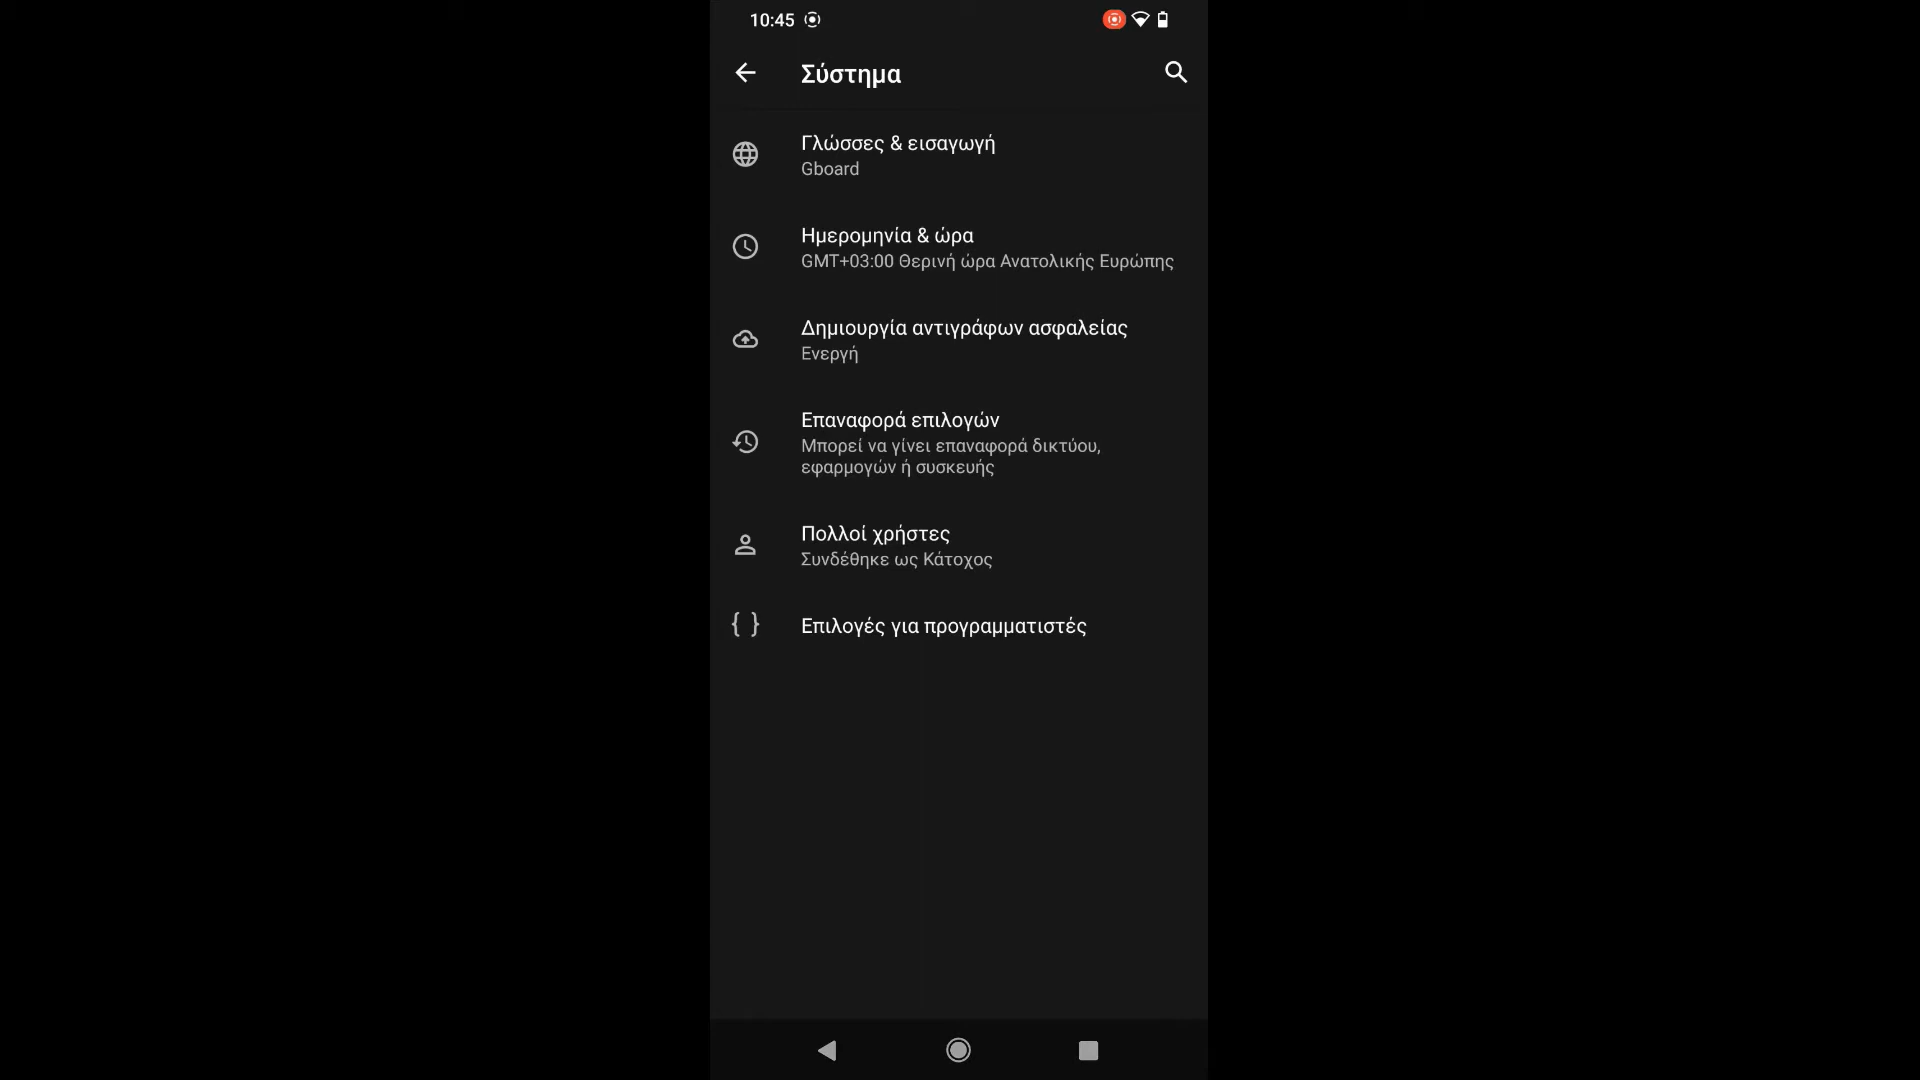 10:45
Σύστημα
Γλώσσες & εισαγωγή
Gboard
Ημερομηνία & ώρα
GMT+03:00 Θερινή ώρα Ανατολικής Ευρώπης
Δημιουργία αντιγράφων ασφαλείας
Ενεργή
Επαναφορά επιλογών
Μπορεί να γίνει επαναφορά δικτύου,
εφαρμογών ή συσκευής
Πολλοί χρήστες
Συνδέθηκε ως Κάτοχος
{ } Επιλογές για προγραμματιστές